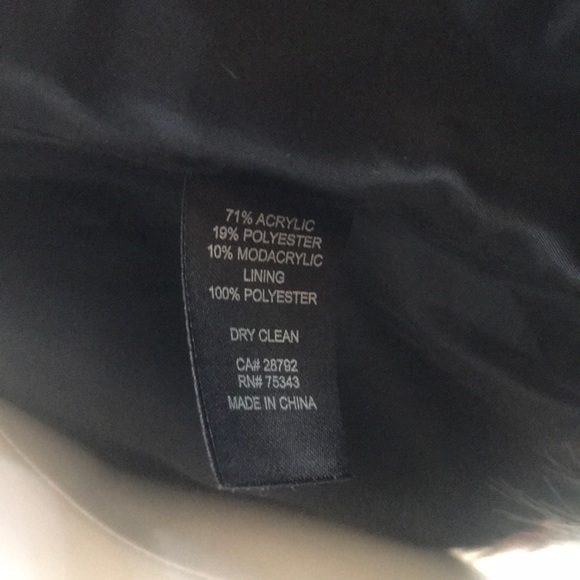 71% ACRYLIC
19% POLYESTER
10% MODACRYLIC
LINING
100% POLYESTER
DRY CLEAN
CA# 28792
RN# 75343
MADE IN CHINA